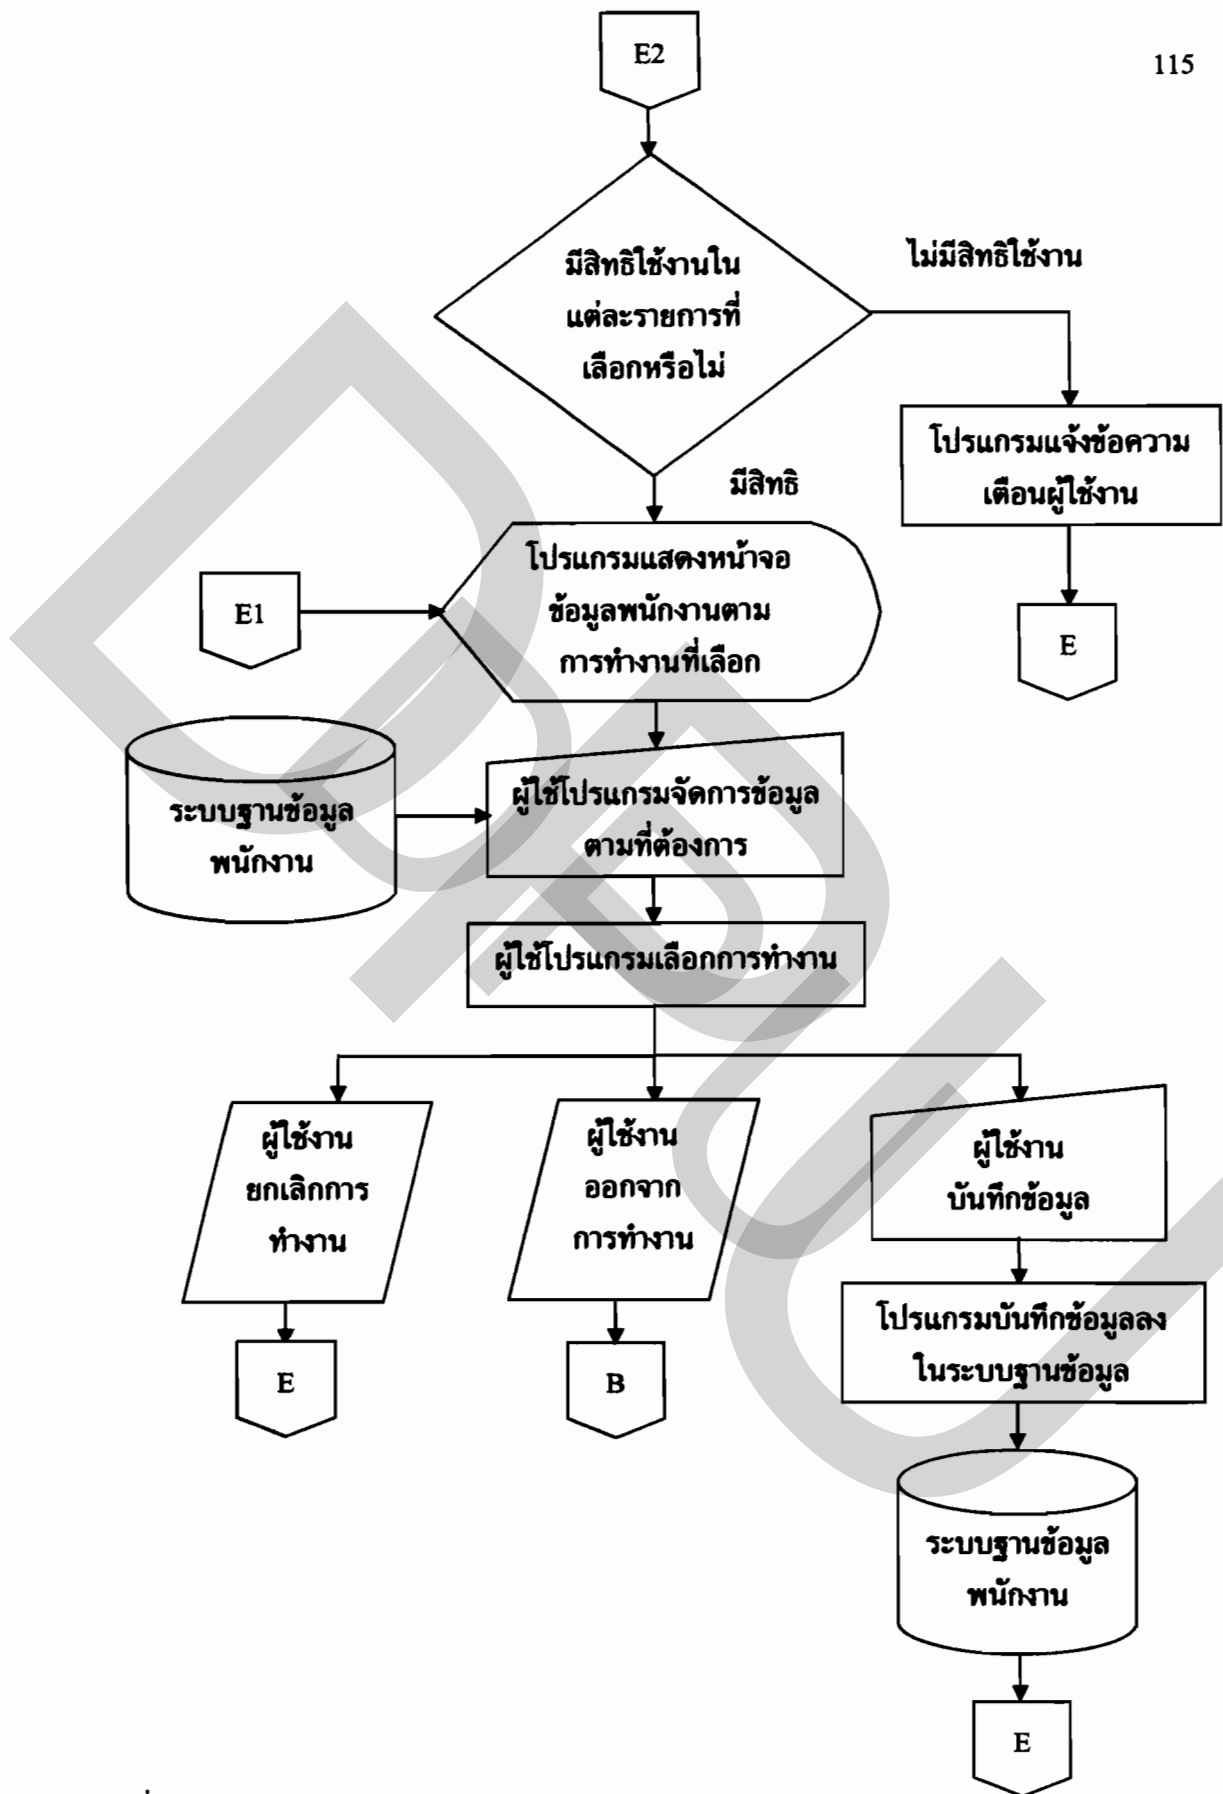 E2
115
มีสิทธิใช้งานใน
แต่ละรายการที่
เลือกหรือไม่
ไม่มีสิทธิใช้งาน
โปรแกรมแจ้งข้อความ
เตือนผู้ใช้งาน
E
มีสิทธิ
โปรแกรมแสดงหน้าจอ
ข้อมูลพนักงานตาม
การทำงานที่เลือก
E1
ระบบฐานข้อมูล
พนักงาน
ผู้ใช้โปรแกรมจัดการข้อมูล
ตามที่ต้องการ
ผู้ใช้โปรแกรมเลือกการทำงาน
ผู้ใช้งาน
ยกเลิกการ
ทำงาน
E
ผู้ใช้งาน
ออกจาก
การทำงาน
B
ผู้ใช้งาน
บันทึกข้อมูล
โปรแกรมบันทึกข้อมูลลง
ในระบบฐานข้อมูล
ระบบฐานข้อมูล
พนักงาน
E
DPU